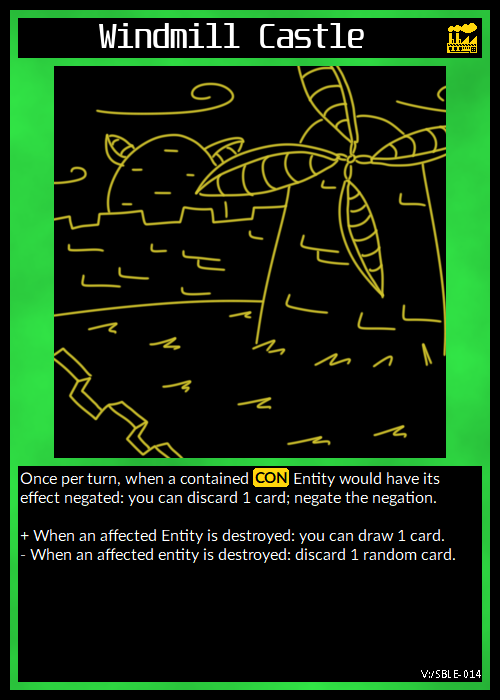 Windmill Castle
Once per turn, when a contained CON Entity would have its
effect negated: you can discard 1 card; negate the negation.
+ When an affected Entity is destroyed: you can draw 1 card.
- When an affected entity is destroyed: discard 1 random card.
V:/SBLE-014